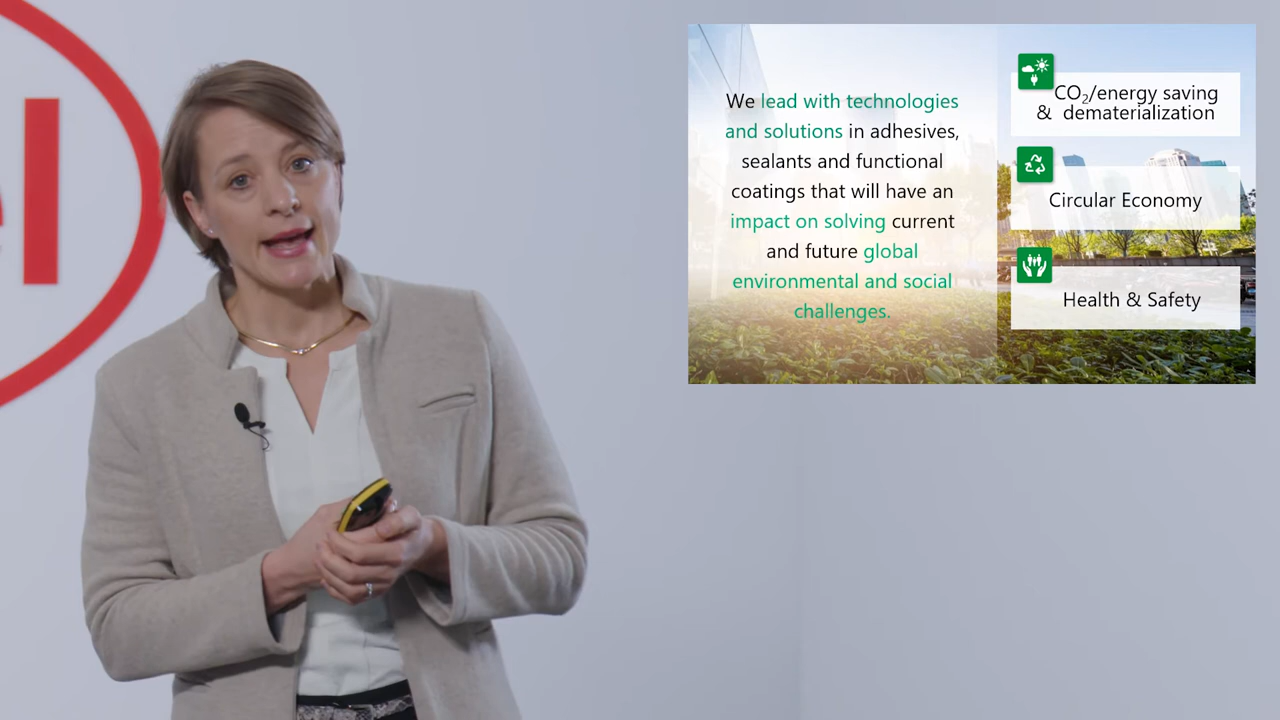 el
We lead with technologies
and solutions in adhesives,
sealants and functional
coatings that will have an
impact on solving current
and future global
environmental and social
challenges.
CO₂/energy saving
& dematerialization
Circular Economy
Health & Safety